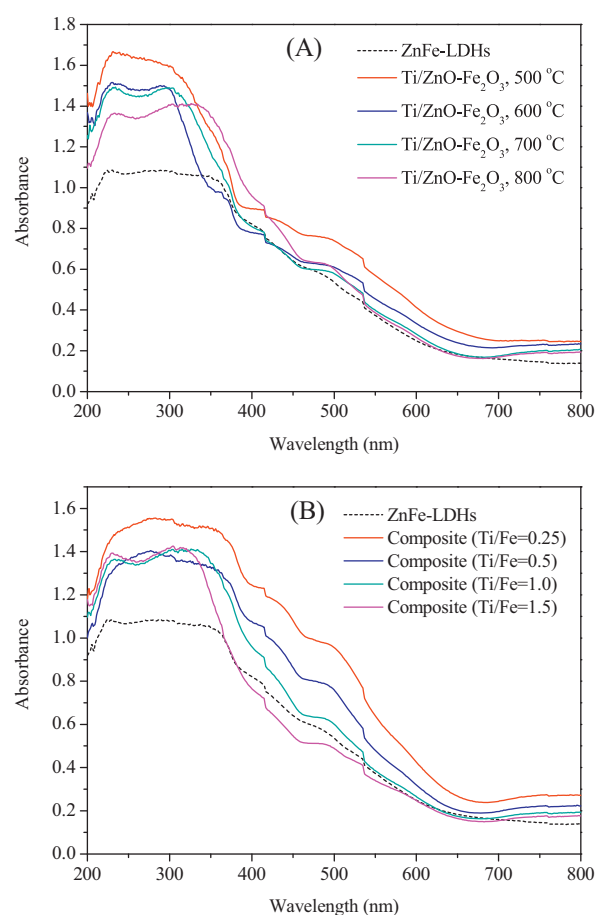 (A)
ZnFe-LDHs
Ti/ZnO-Fe₂O₃, 500 °C
Ti/ZnO-Fe₂O₃, 600 °C
Ti/ZnO-Fe₂O₃, 700 °C
Ti/ZnO-Fe₂O₃, 800 °C
Absorbance
1.8
1.6
1.4
1.2
1.0
0.8
0.6
0.4
0.2
0.0
200 300 400 500 600 700 800
Wavelength (nm)
(B)
ZnFe-LDHs
Composite (Ti/Fe=0.25)
Composite (Ti/Fe=0.5)
Composite (Ti/Fe=1.0)
Composite (Ti/Fe=1.5)
Absorbance
1.6
1.4
1.2
1.0
0.8
0.6
0.4
0.2
0.0
200 300 400 500 600 700 800
Wavelength (nm)